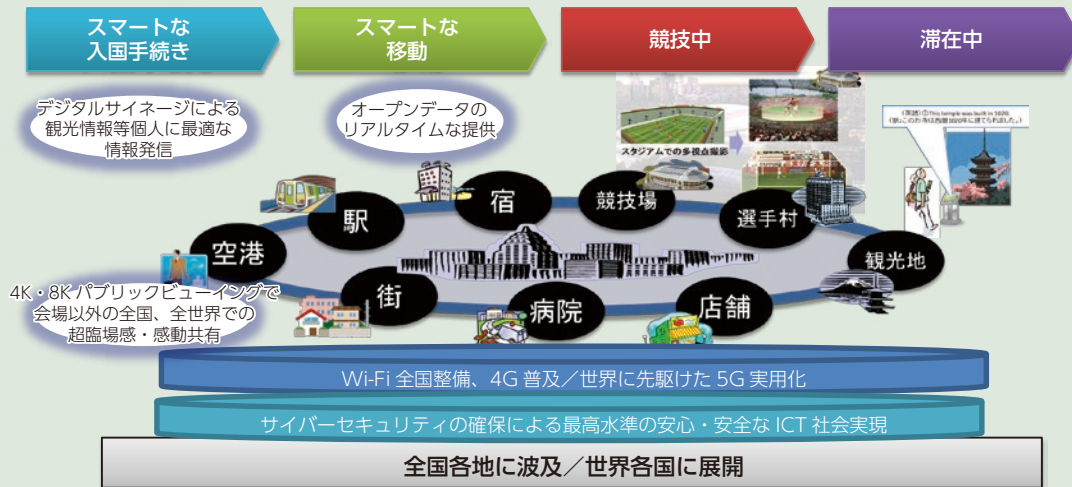 スマートな
入国手続き
スマートな
移動
競技中
滞在中
デジタルサイネージによる
観光情報等個人に最適な
情報発信
オープンデータの
リアルタイムな提供
スタジアムでの多視点撮影
(英語)①This temple was built in 1020.
空港
駅
宿
競技場
選手村
観光地
街
病院
店舗
4K・8Kパブリックビューイングで
会場以外の全国、全世界での
超臨場感・感動共有
Wi-Fi 全国整備、4G 普及／世界に先駆けた 5G 実用化
サイバーセキュリティの確保による最高水準の安心・安全な ICT 社会実現
全国各地に波及／世界各国に展開